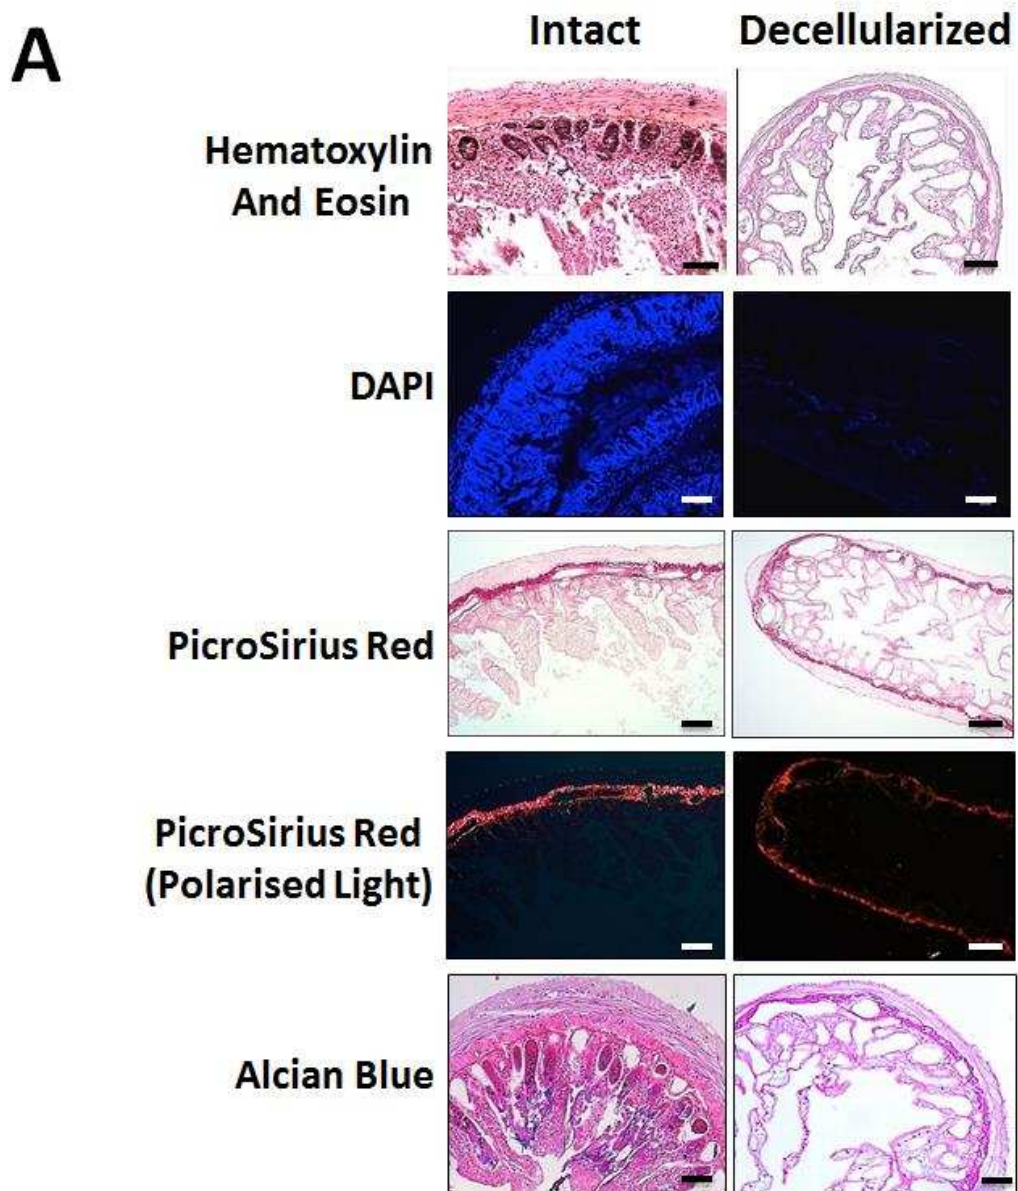 A
Intact
Decellularized
Hematoxylin
And Eosin
DAPI
PicroSirius Red
PicroSirius Red
(Polarised Light)
Alcian Blue